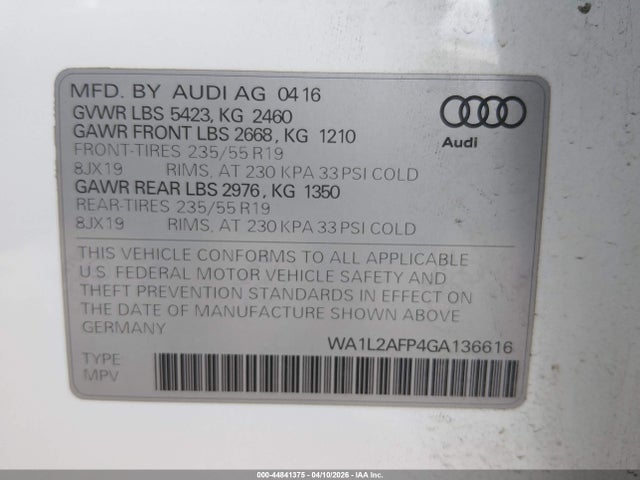 MFD. BY AUDI AG 0416
GVWR LBS 5423, KG 2460
GAWR FRONT LBS 2668, KG 1210
FRONT-TIRES 235/55 R19
8JX19 RIMS, AT 230 KPA 33 PSI COLD
GAWR REAR LBS 2976, KG 1350
REAR-TIRES 235/55 R19
8JX19 RIMS, AT 230 KPA 33 PSI COLD
Audi
THIS VEHICLE CONFORMS TO ALL APPLICABLE
U.S. FEDERAL MOTOR VEHICLE SAFETY AND
THEFT PREVENTION STANDARDS IN EFFECT ON
THE DATE OF MANUFACTURE SHOWN ABOVE
GERMANY
WA1L2AFP4GA136616
TYPE
MPV
000-44841375 - 04/10/2026 - IAA Inc.